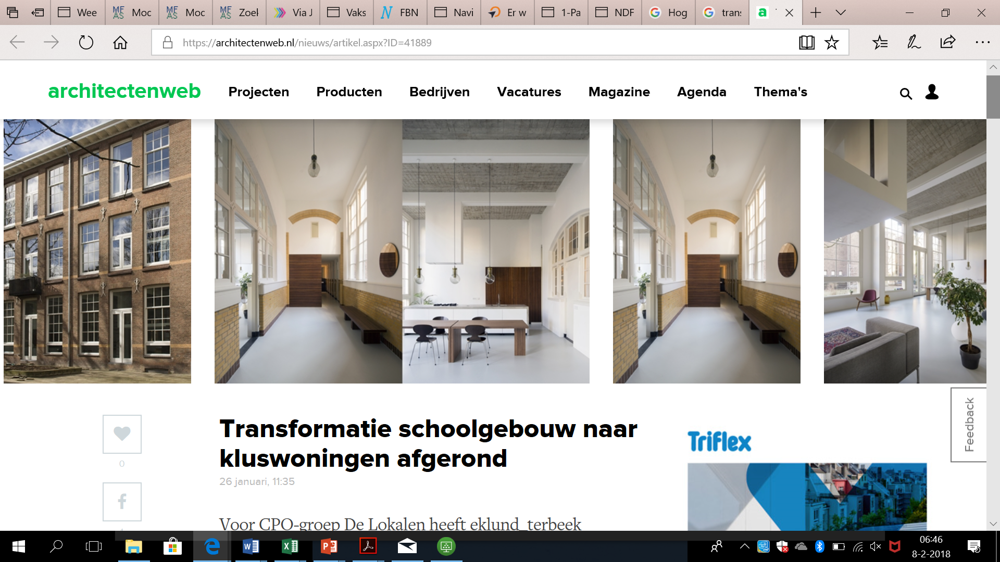 Wee
Moc
Moc
Zoel
Via J
Vaks
FBN
Navi
Er w
1-Pa
NDF
Hog
trans
https://architectenweb.nl/nieuws/artikel.aspx?ID=41889
architectenweb
Projecten
Producten
Bedrijven
Vacatures
Magazine
Agenda
Thema's
Transformatie schoolgebouw naar
kluswoningen afgerond
26 januari, 11:35
0
Voor CPO-groep De Lokalen heeft eklund_terbeek
Triflex
Feedback
06:46
8-2-2018